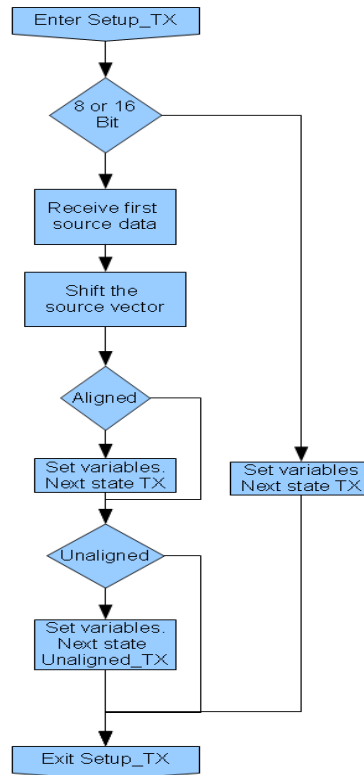 Enter Setup_TX
8 or 16
Bit
Receive first
source data
Shift the
source vector
Aligned
Set variables.
Next state TX
Set variables
Next state TX
Unaligned
Set variables.
Next state
Unaligned_TX
Exit Setup_TX